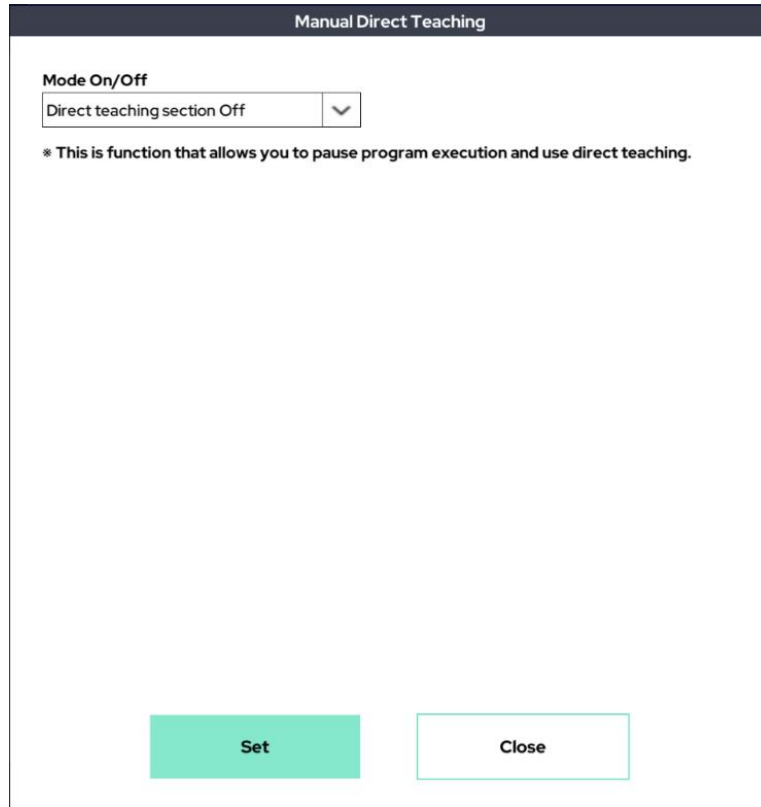 Manual Direct Teaching
Mode On/Off
Direct teaching section Off
※ This is function that allows you to pause program execution and use direct teaching.
Set
Close